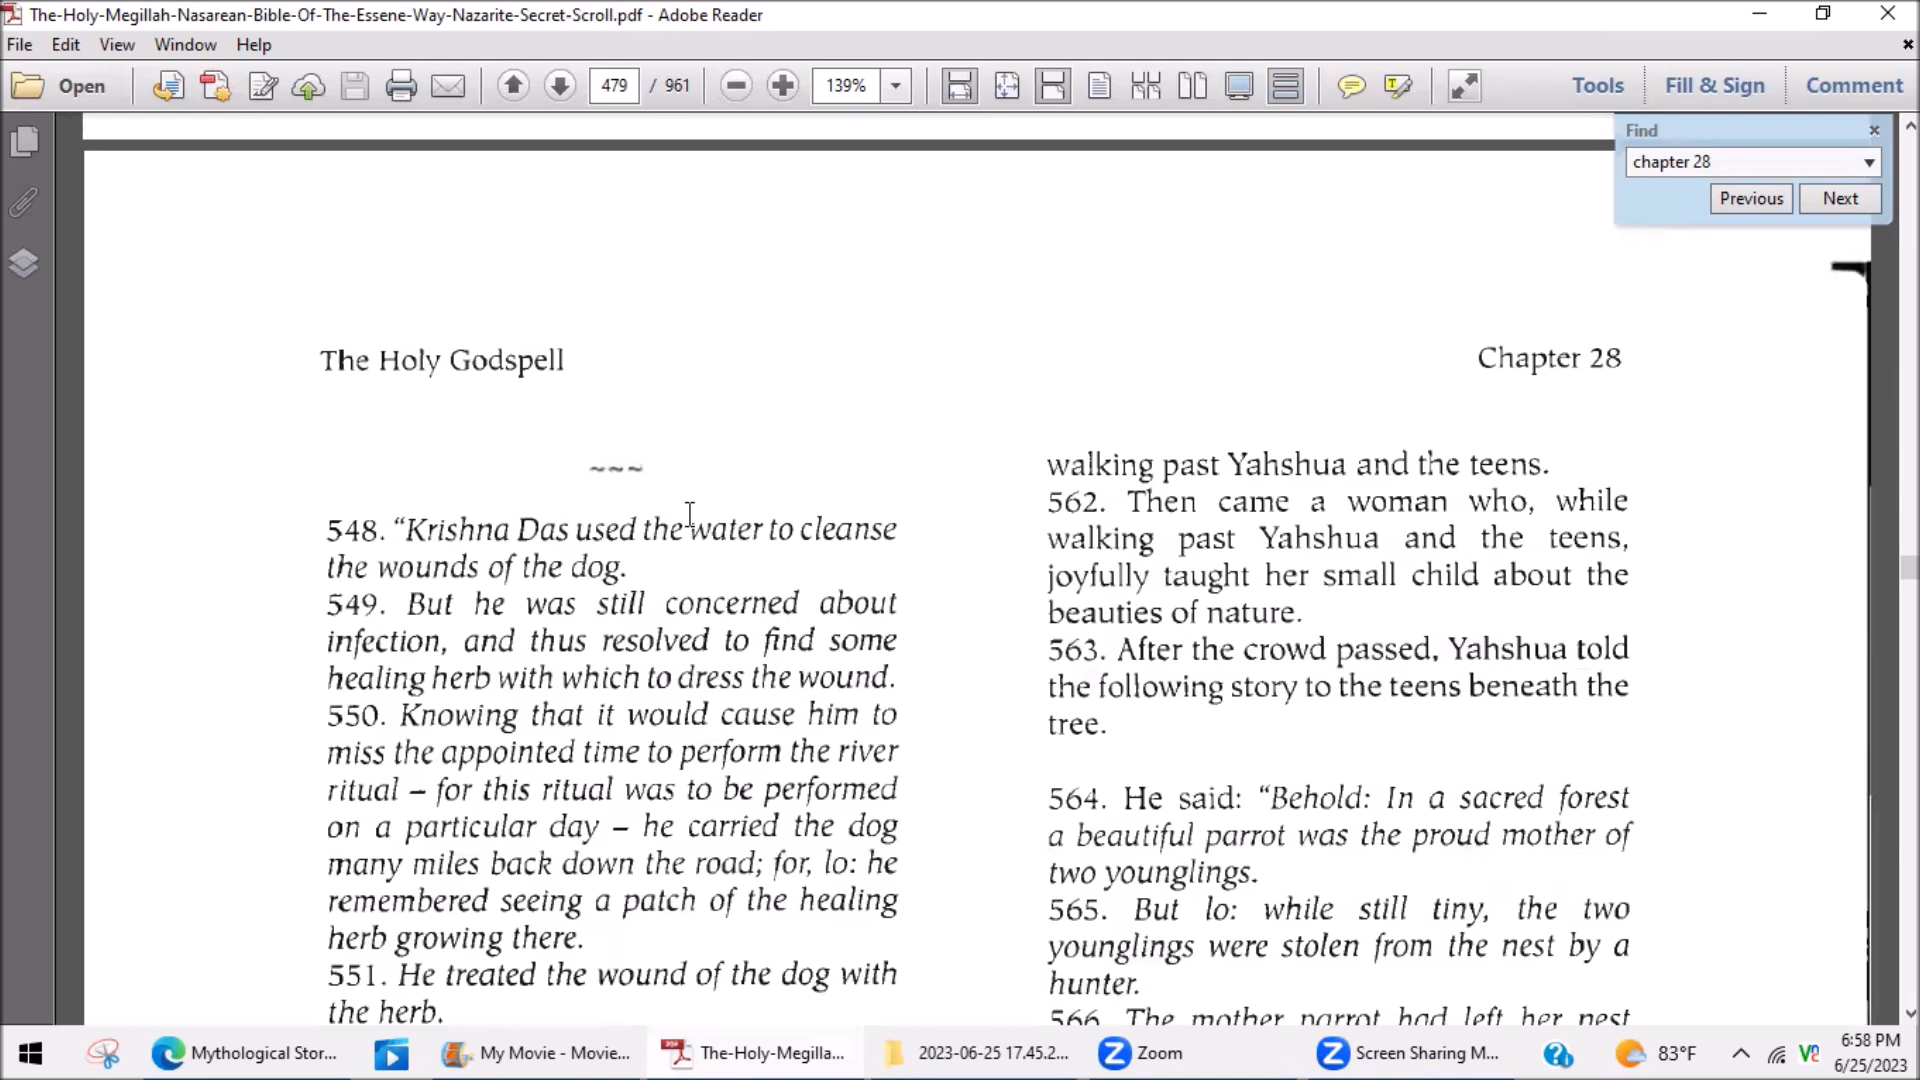 The-Holy-Megillah-Nasarean-Bible-Of-The-Essene-Way-Nazarite-Secret-Scroll.pdf - Adobe Reader
File Edit View Window Help
Open 479 / 961 139% Tools Fill & Sign Comment
Find
chapter 28
Previous Next
The Holy Godspell
Chapter 28
~~~
548. “Krishna Das used the water to cleanse
the wounds of the dog.
549. But he was still concerned about
infection, and thus resolved to find some
healing herb with which to dress the wound.
550. Knowing that it would cause him to
miss the appointed time to perform the river
ritual – for this ritual was to be performed
on a particular day – he carried the dog
many miles back down the road; for, lo: he
remembered seeing a patch of the healing
herb growing there.
551. He treated the wound of the dog with
the herb.
walking past Yahshua and the teens.
562. Then came a woman who, while
walking past Yahshua and the teens,
joyfully taught her small child about the
beauties of nature.
563. After the crowd passed, Yahshua told
the following story to the teens beneath the
tree.
564. He said: “Behold: In a sacred forest
a beautiful parrot was the proud mother of
two younglings.
565. But lo: while still tiny, the two
younglings were stolen from the nest by a
hunter.
566. The mother parrot had left her nest
Mythological Stor... My Movie - Movie... The-Holy-Megilla... 2023-06-25 17.45.2... Zoom Screen Sharing M... 83°F 6:58 PM
6/25/2023